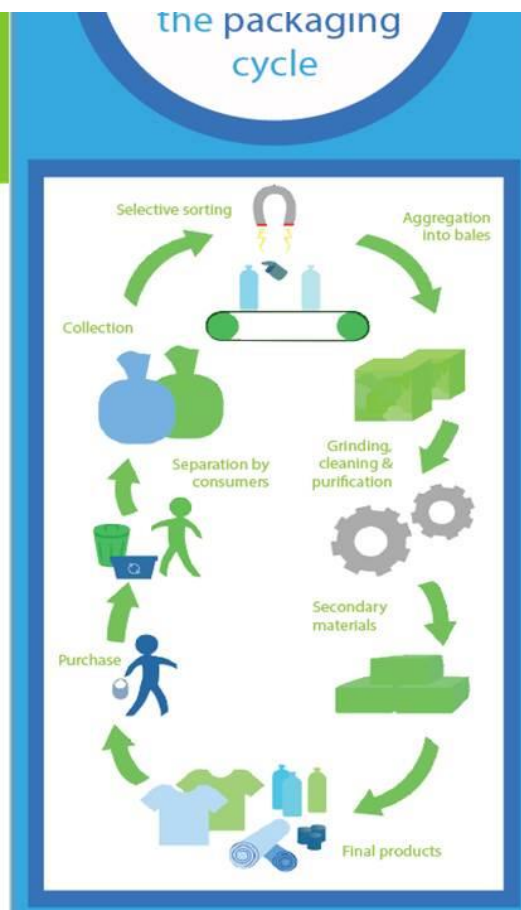 the packaging
cycle
Selective sorting
Aggregation
into bales
Collection
Grinding,
cleaning &
purification
Separation by
consumers
Secondary
materials
Purchase
Final products